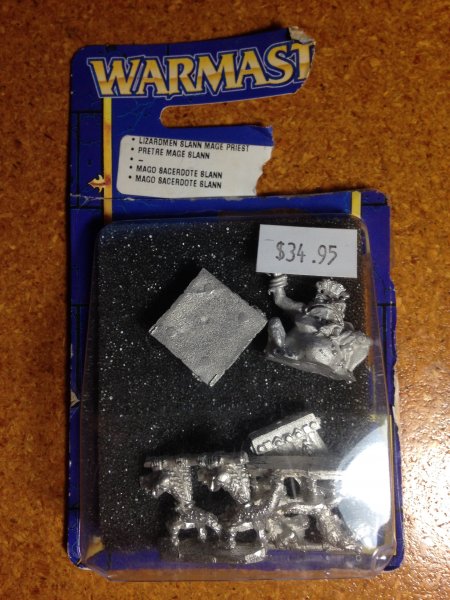 WARMAST
• LIZARDMEN SLANN MAGE PRIEST
• PRETRE MAGE SLANN
• –
• MAGO SACERDOTE SLANN
• MAGO SACERDOTE SLANN
$34.95